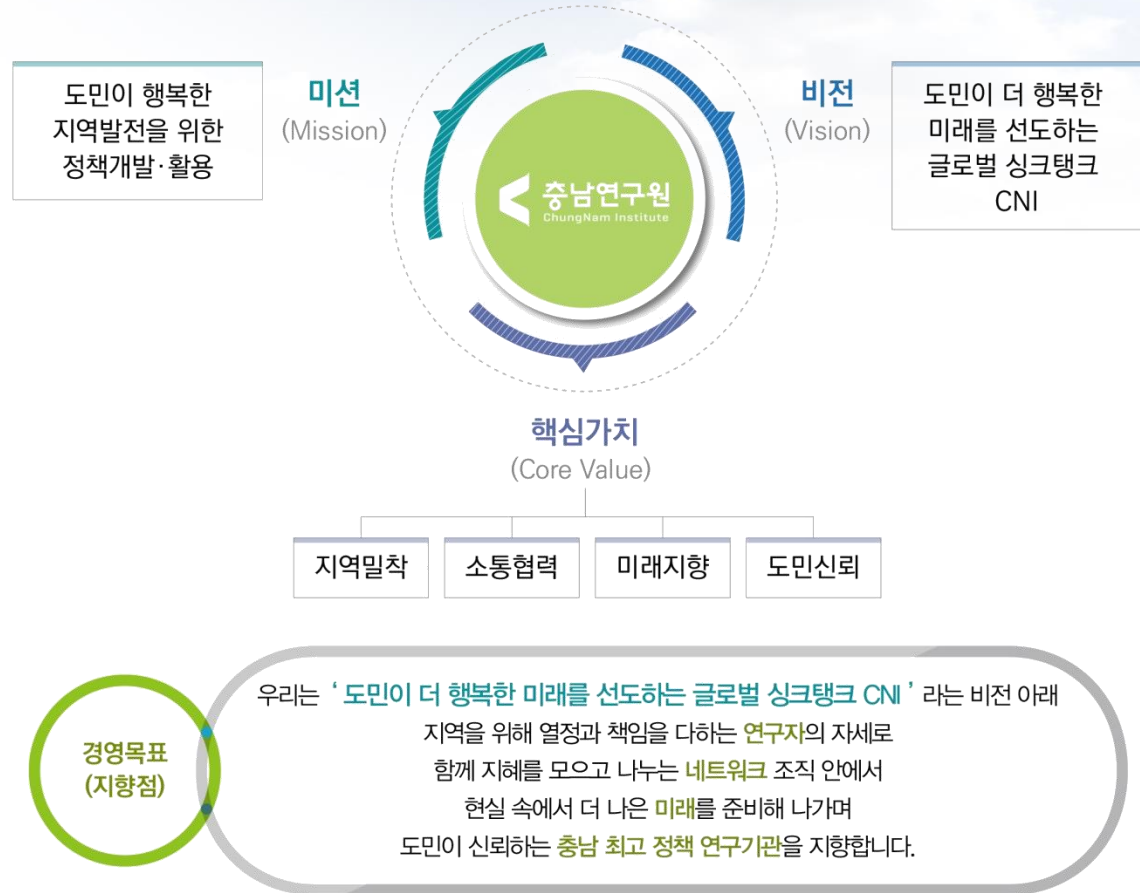 미션
(Mission)
도민이 행복한
지역발전을 위한
정책개발·활용
비전
(Vision)
도민이 더 행복한
미래를 선도하는
글로벌 싱크탱크
CNI
충남연구원
ChungNam Institute
핵심가치
(Core Value)
지역밀착
소통협력
미래지향
도민신뢰
경영목표
(지향점)
우리는 ‘ 도민이 더 행복한 미래를 선도하는 글로벌 싱크탱크 CNI ’ 라는 비전 아래
지역을 위해 열정과 책임을 다하는 연구자의 자세로
함께 지혜를 모으고 나누는 네트워크 조직 안에서
현실 속에서 더 나은 미래를 준비해 나가며
도민이 신뢰하는 충남 최고 정책 연구기관을 지향합니다.